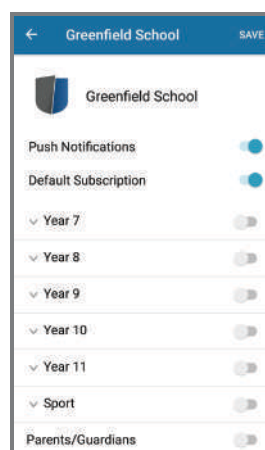 Greenfield School SAVE
Greenfield School
Push Notifications
Default Subscription
Year 7
Year 8
Year 9
Year 10
Year 11
Sport
Parents/Guardians